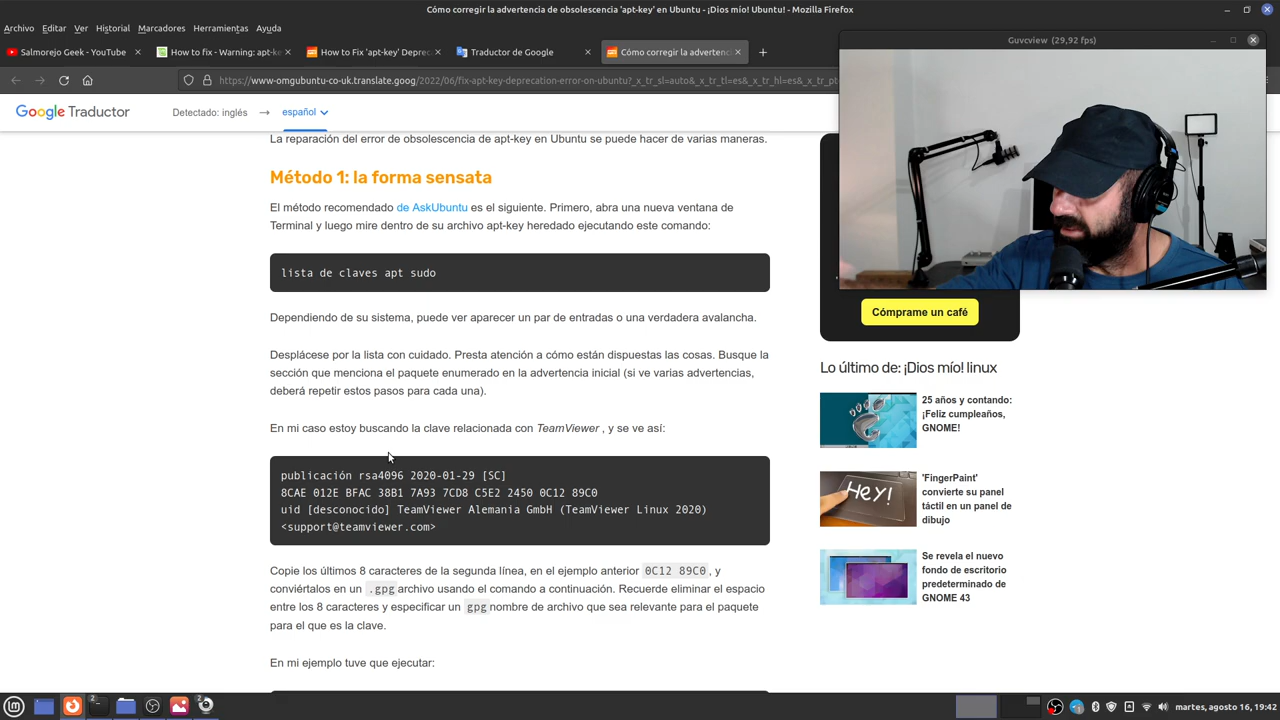 Cómo corregir la advertencia de obsolescencia 'apt-key' en Ubuntu - ¡Dios mío! Ubuntu! - Mozilla Firefox
Archivo Editar Ver Historial Marcadores Herramientas Ayuda
Salmorejo Geek - YouTube
How to fix - Warning: apt-ke
How to Fix 'apt-key' Depreca
Traductor de Google
Cómo corregir la advertenci
Guvcview (29,92 fps)
https://www-omgubuntu-co-uk.translate.goog/2022/06/fix-apt-key-deprecation-error-on-ubuntu?_x_tr_sl=auto&_x_tr_tl=es&_x_tr_hl=es&_x_tr_pt
Google Traductor
Detectado: inglés → español
La reparación del error de obsolescencia de apt-key en Ubuntu se puede hacer de varias maneras.
Método 1: la forma sensata
El método recomendado de AskUbuntu es el siguiente. Primero, abra una nueva ventana de
Terminal y luego mire dentro de su archivo apt-key heredado ejecutando este comando:
lista de claves apt sudo
Dependiendo de su sistema, puede ver aparecer un par de entradas o una verdadera avalancha.
Desplácese por la lista con cuidado. Presta atención a cómo están dispuestas las cosas. Busque la
sección que menciona el paquete enumerado en la advertencia inicial (si ve varias advertencias,
deberá repetir estos pasos para cada una).
En mi caso estoy buscando la clave relacionada con TeamViewer , y se ve así:
publicación rsa4096 2020-01-29 [SC]
8CAE 012E BFAC 38B1 7A93 7CD8 C5E2 2450 0C12 89C0
uid [desconocido] TeamViewer Alemania GmbH (TeamViewer Linux 2020)
<support@teamviewer.com>
Copie los últimos 8 caracteres de la segunda línea, en el ejemplo anterior 0C12 89C0, y
conviértalos en un .gpg archivo usando el comando a continuación. Recuerde eliminar el espacio
entre los 8 caracteres y especificar un gpg nombre de archivo que sea relevante para el paquete
para el que es la clave.
En mi ejemplo tuve que ejecutar:
Cómprame un café
Lo último de: ¡Dios mío! linux
25 años y contando:
¡Feliz cumpleaños,
GNOME!
Hey!
'FingerPaint'
convierte su panel
táctil en un panel de
dibujo
Se revela el nuevo
fondo de escritorio
predeterminado de
GNOME 43
2
2
martes, agosto 16, 19:42